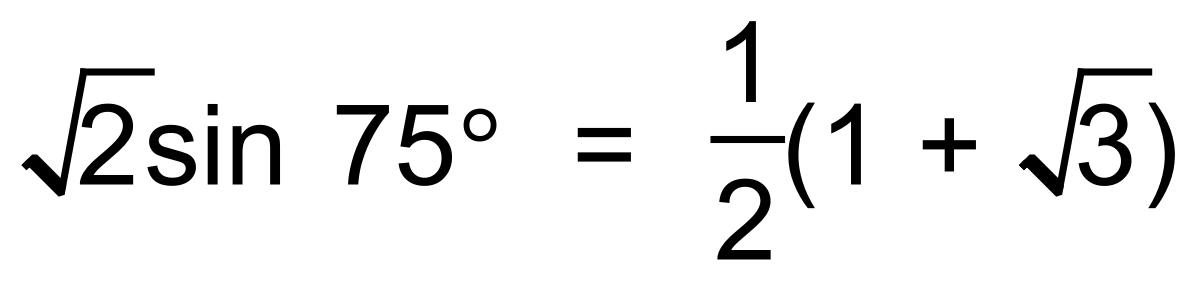 √2sin 75° = 1/2(1 + √3)